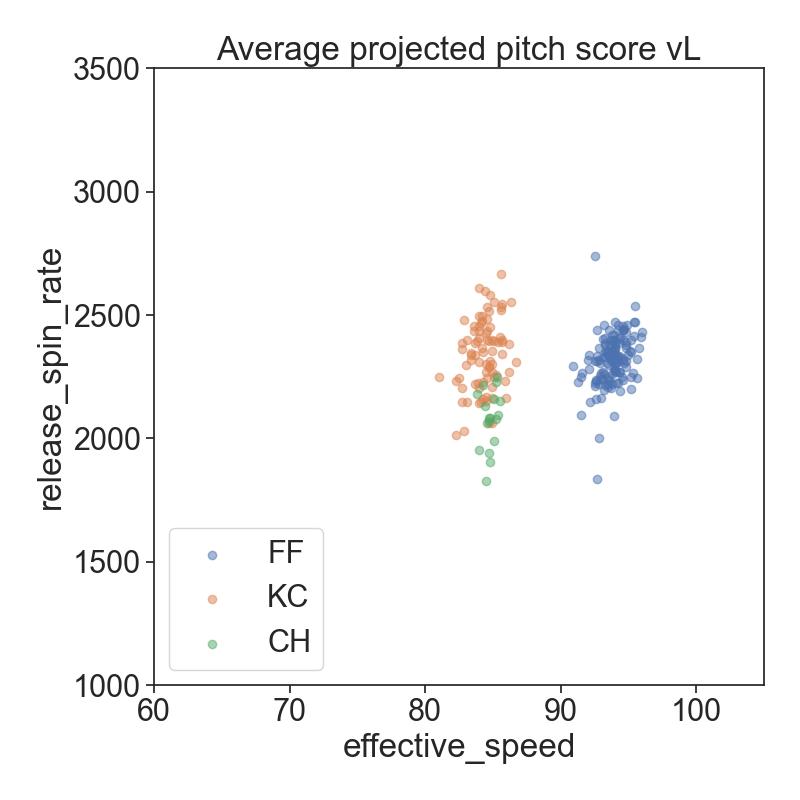 Average projected pitch score vL
3500
3000
2500
2000
1500
1000
release_spin_rate
FF
KC
CH
60
70
80
90
100
effective_speed